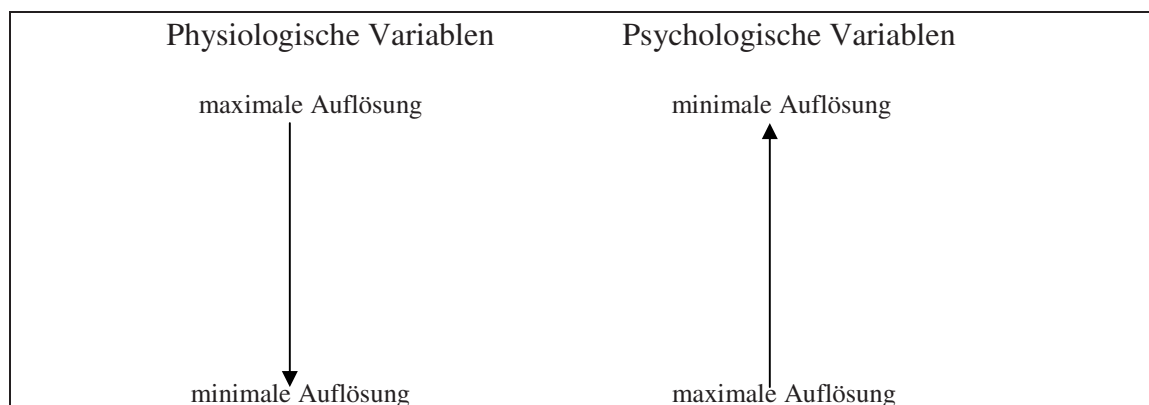 Physiologische Variablen Psychologische Variablen
maximale Auflösung minimale Auflösung
minimale Auflösung maximale Auflösung